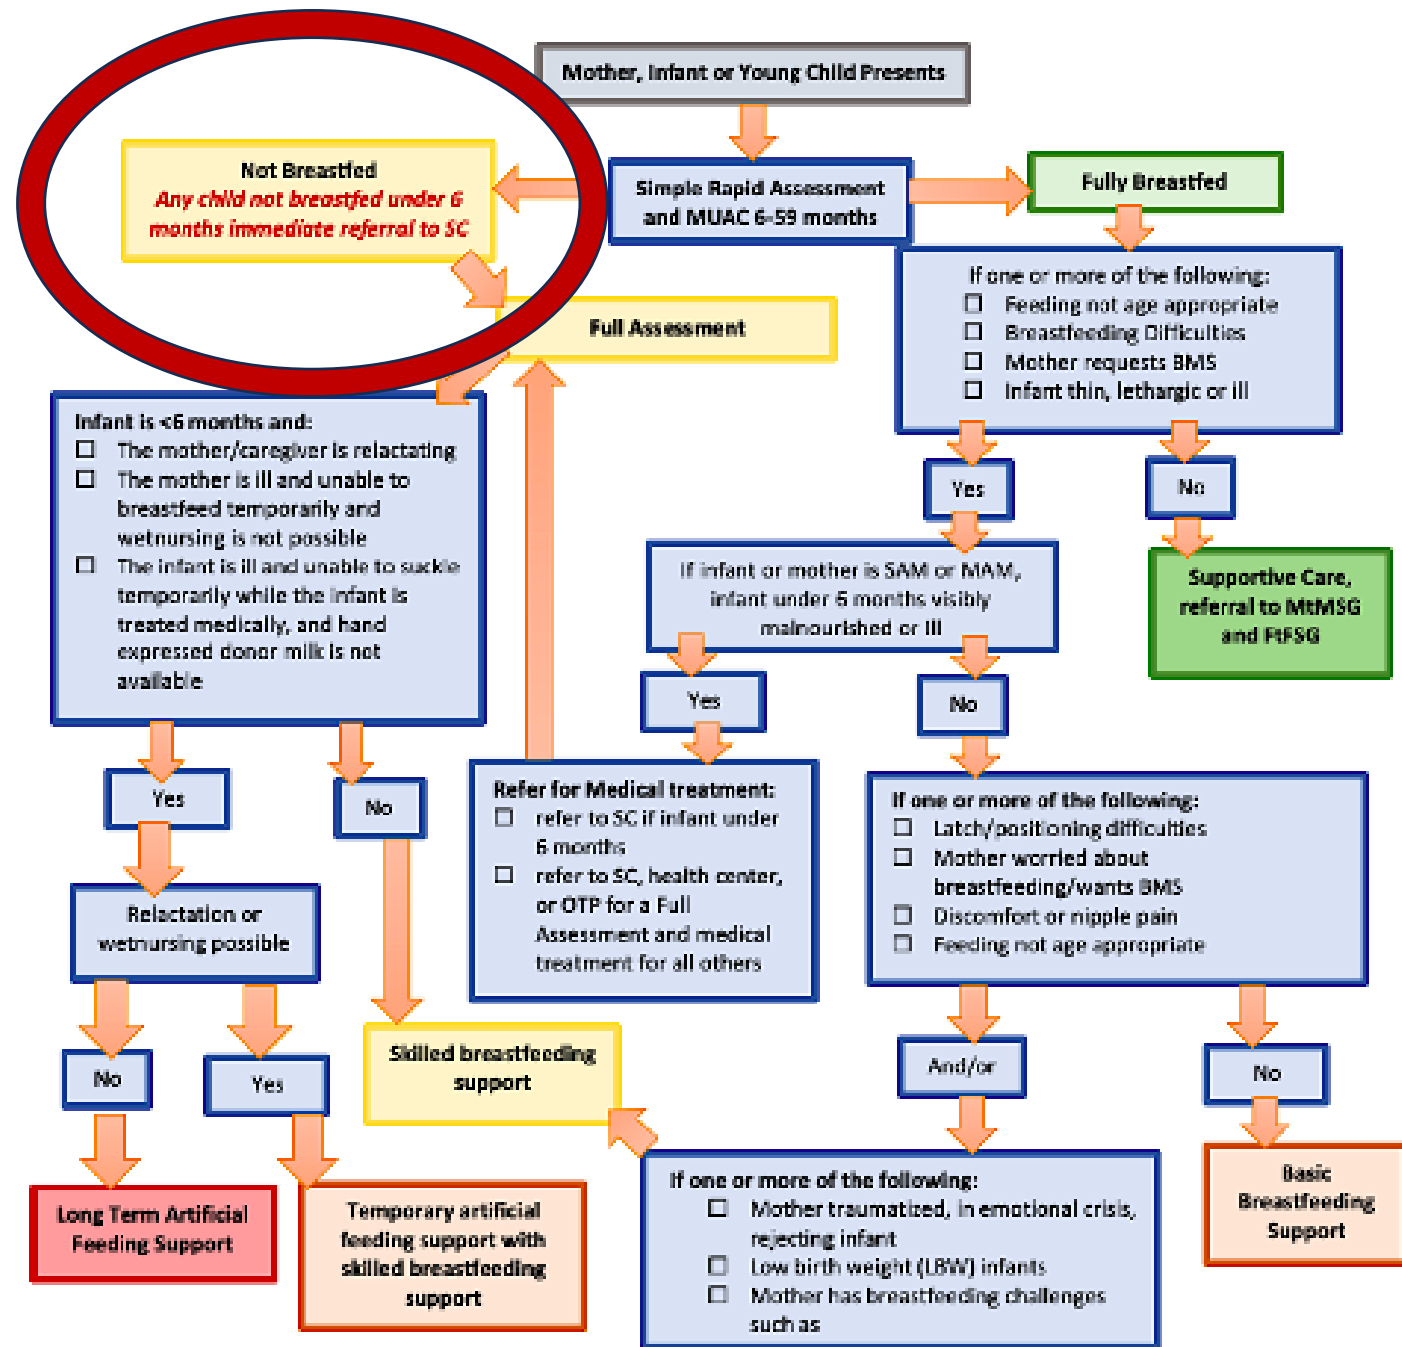 Mother, Infant or Young Child Presents
Not Breastfed
Any child not breastfed under 6
months immediate referral to SC
Simple Rapid Assessment
and MUAC 6-59 months
Fully Breastfed
If one or more of the following:
Feeding not age appropriate
Breastfeeding Difficulties
Mother requests BMS
Infant thin, lethargic or ill
Full Assessment
Infant is <6 months and:
The mother/caregiver is relactating
The mother is ill and unable to
breastfeed temporarily and
wetnursing is not possible
The infant is ill and unable to suckle
temporarily while the infant is
treated medically, and hand
expressed donor milk is not
available
Yes
No
If infant or mother is SAM or MAM,
infant under 6 months visibly
malnourished or ill
Supportive Care,
referral to MtMSG
and FtFSG
Yes
No
Yes
No
Refer for Medical treatment:
refer to SC if infant under
6 months
refer to SC, health center,
or OTP for a Full
Assessment and medical
treatment for all others
If one or more of the following:
Latch/positioning difficulties
Mother worried about
breastfeeding/wants BMS
Discomfort or nipple pain
Feeding not age appropriate
Relactation or
wetnursing possible
No
Yes
Skilled breastfeeding
support
And/or
No
Long Term Artificial
Feeding Support
Temporary artificial
feeding support with
skilled breastfeeding
support
If one or more of the following:
Mother traumatized, in emotional crisis,
rejecting infant
Low birth weight (LBW) infants
Mother has breastfeeding challenges
such as
Basic
Breastfeeding
Support